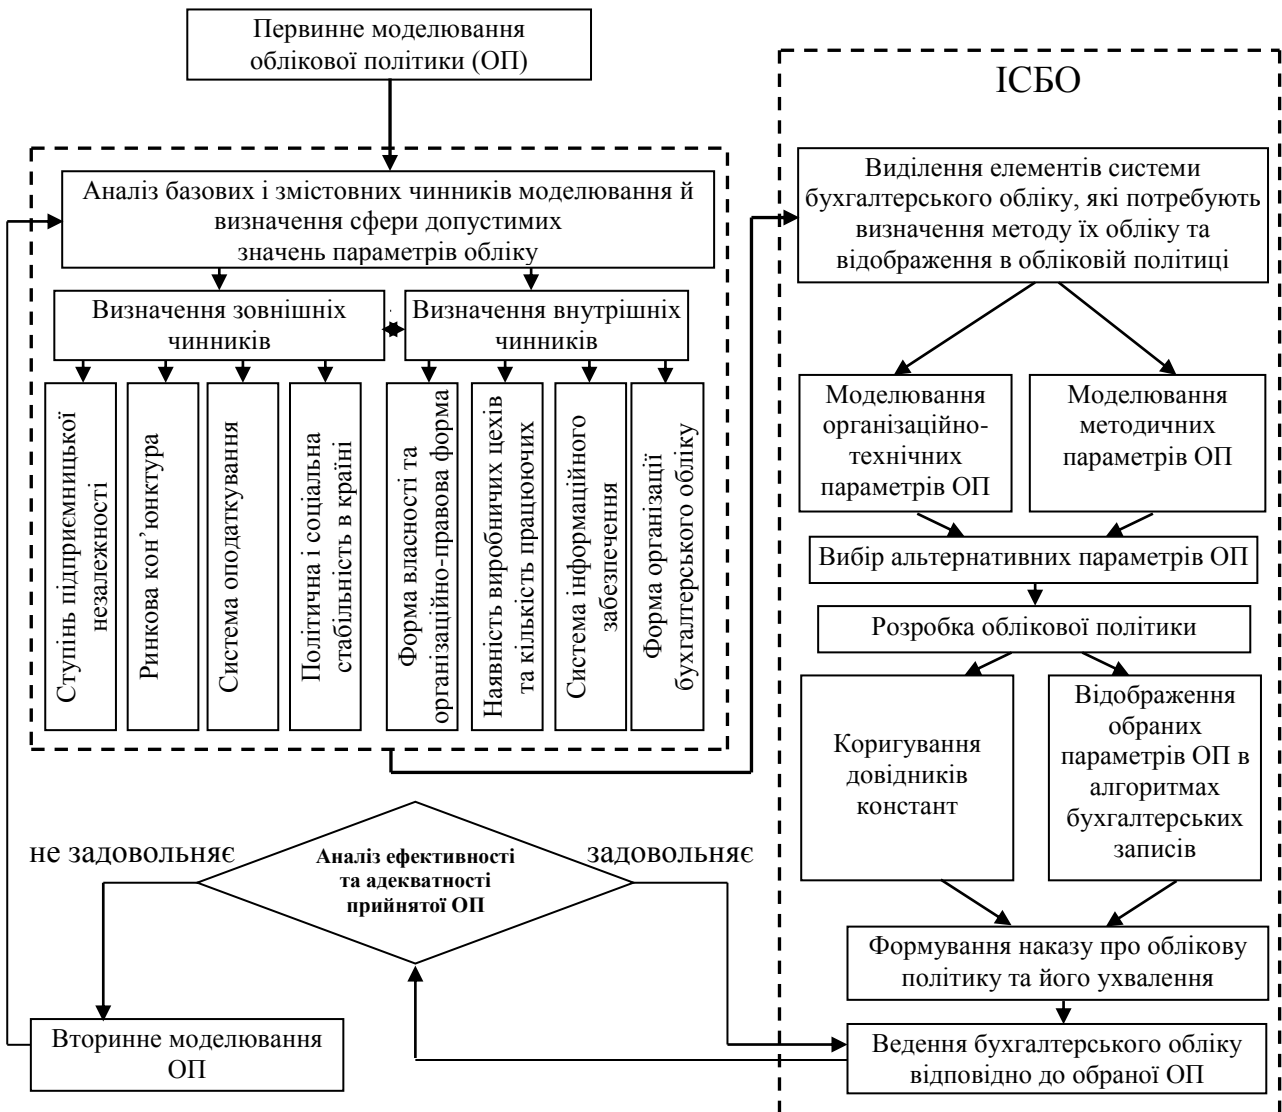 Первинне моделювання
облікової політики (ОП)
ІСБО
Аналіз базових і змістовних чинників моделювання й
визначення сфери допустимих
значень параметрів обліку
Визначення зовнішніх
чинників
Визначення внутрішніх
чинників
Ступінь підприємницької
незалежності
Ринкова кон’юнктура
Система оподаткування
Політична і соціальна
стабільність в країні
Форма власності та
організаційно-правова форма
Наявність виробничих цехів
та кількість працюючих
Система інформаційного
забезпечення
Форма організації
бухгалтерського обліку
Виділення елементів системи
бухгалтерського обліку, які потребують
визначення методу їх обліку та
відображення в обліковій політиці
Моделювання
організаційно-
технічних
параметрів ОП
Моделювання
методичних
параметрів ОП
Вибір альтернативних параметрів ОП
Розробка облікової політики
Коригування
довідників
констант
Відображення
обраних
параметрів ОП в
алгоритмах
бухгалтерських
записів
Формування наказу про облікову
політику та його ухвалення
Ведення бухгалтерського обліку
відповідно до обраної ОП
не задовольняє
Аналіз ефективності
та адекватності
прийнятої ОП
задовольняє
Вторинне моделювання
ОП